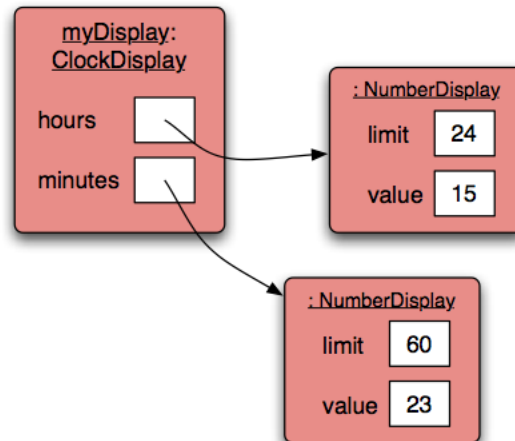 myDisplay:
ClockDisplay
hours
minutes
: NumberDisplay
limit 24
value 15
: NumberDisplay
limit 60
value 23